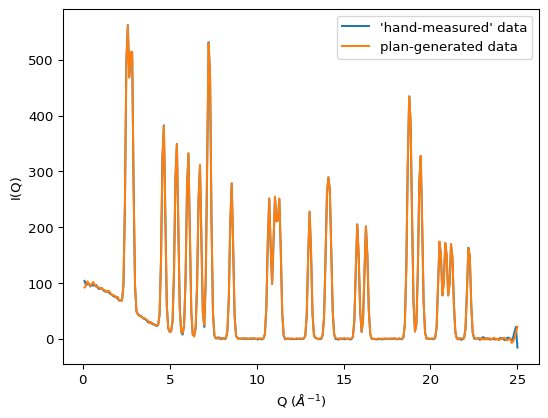 'hand-measured' data
plan-generated data
I(Q)
500
400
300
200
100
0
0 5 10 15 20 25
Q (Å⁻¹)